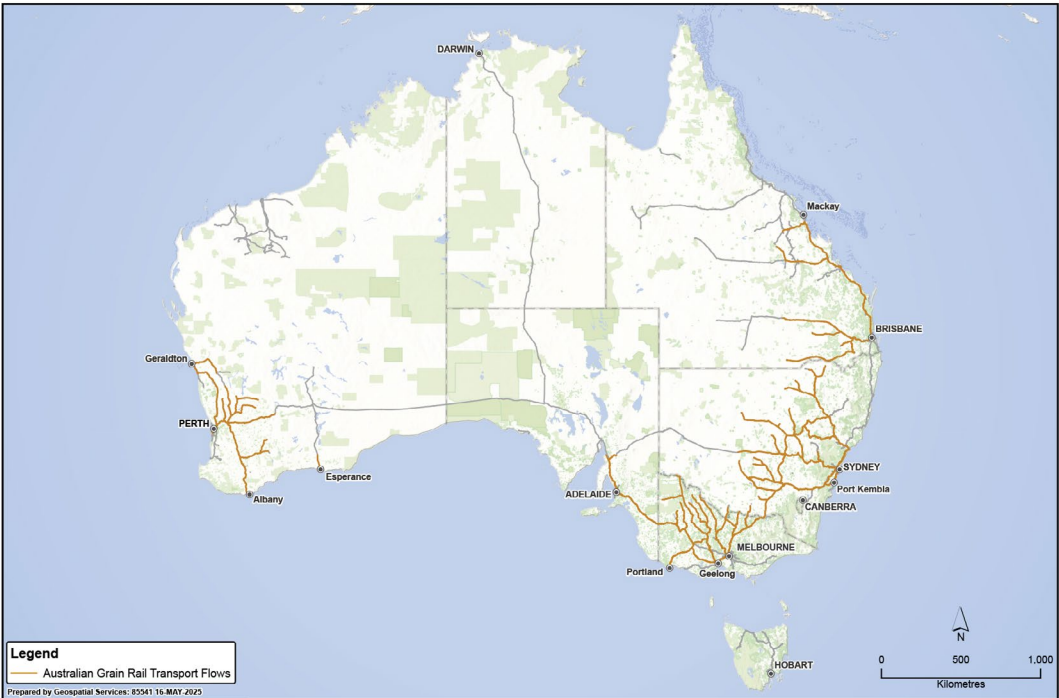 DARWIN
Mackay
BRISBANE
Geraldton
PERTH
Esperance
Albany
ADELAIDE
SYDNEY
Port Kembla
CANBERRA
MELBOURNE
Portland
Geelong
HOBART
N
0 500 1,000
Kilometres
Legend
Australian Grain Rail Transport Flows
Prepared by Geospatial Services: 85541 16-MAY-2025